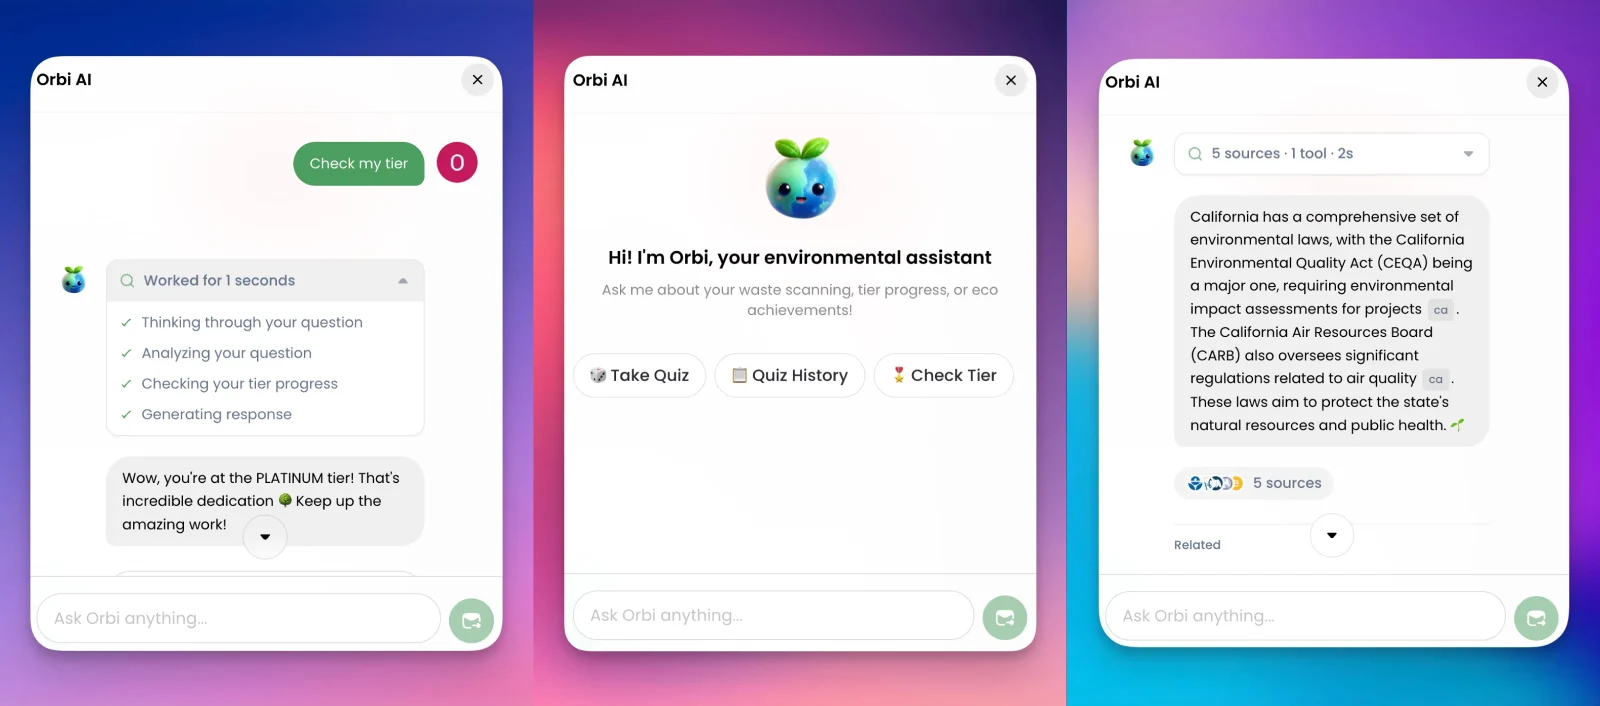 Orbi AI
Check my tier
O
Worked for 1 seconds
Thinking through your question
Analyzing your question
Checking your tier progress
Generating response
Wow, you're at the PLATINUM tier! That's
incredible dedication 🌳 Keep up the
amazing work!
Ask Orbi anything...
Orbi AI
Hi! I'm Orbi, your environmental assistant
Ask me about your waste scanning, tier progress, or eco
achievements!
🎲 Take Quiz
📋 Quiz History
🎖️ Check Tier
Ask Orbi anything...
Orbi AI
5 sources · 1 tool · 2s
California has a comprehensive set of
environmental laws, with the California
Environmental Quality Act (CEQA) being
a major one, requiring environmental
impact assessments for projects ca .
The California Air Resources Board
(CARB) also oversees significant
regulations related to air quality ca .
These laws aim to protect the state's
natural resources and public health. 🌱
5 sources
Related
Ask Orbi anything...